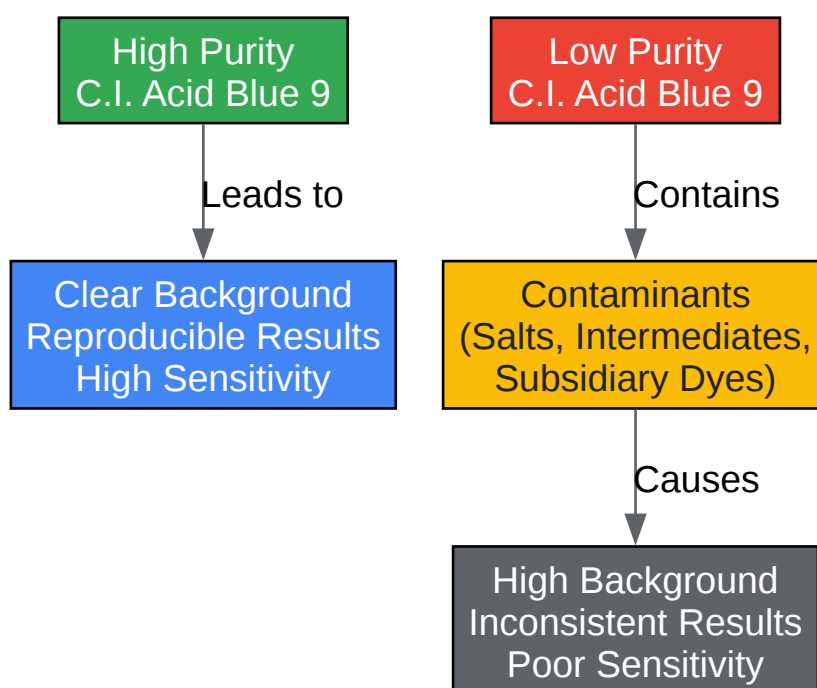 High Purity
C.I. Acid Blue 9
Low Purity
C.I. Acid Blue 9
Leads to
Contains
Clear Background
Reproducible Results
High Sensitivity
Contaminants
(Salts, Intermediates,
Subsidiary Dyes)
Causes
High Background
Inconsistent Results
Poor Sensitivity